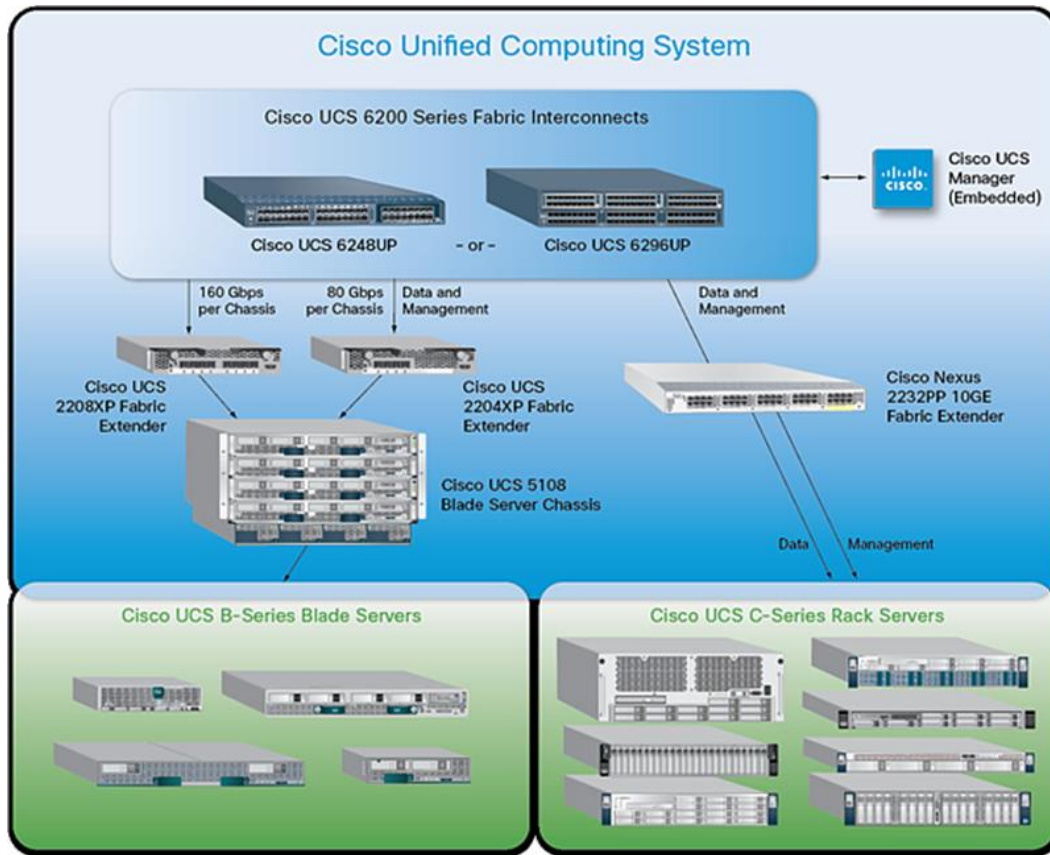 Cisco Unified Computing System
Cisco UCS 6200 Series Fabric Interconnects
Cisco UCS 6248UP
- or -
Cisco UCS 6296UP
CISCO
Cisco UCS
Manager
(Embedded)
160 Gbps
per Chassis
80 Gbps
per Chassis
Data and
Management
Data and
Management
Cisco UCS
2208XP Fabric
Extender
Cisco UCS
2204XP Fabric
Extender
Cisco Nexus
2232PP 10GE
Fabric Extender
Cisco UCS 5108
Blade Server Chassis
Data
Management
Cisco UCS B-Series Blade Servers
Cisco UCS C-Series Rack Servers